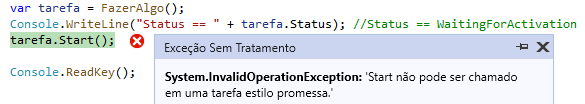 var tarefa = FazerAlgo();
Console.WriteLine("Status == " + tarefa.Status); //Status == WaitingForActivation
tarefa.Start();
Exceção Sem Tratamento
System.InvalidOperationException: 'Start não pode ser chamado
em uma tarefa estilo promessa.'
Console.ReadKey();